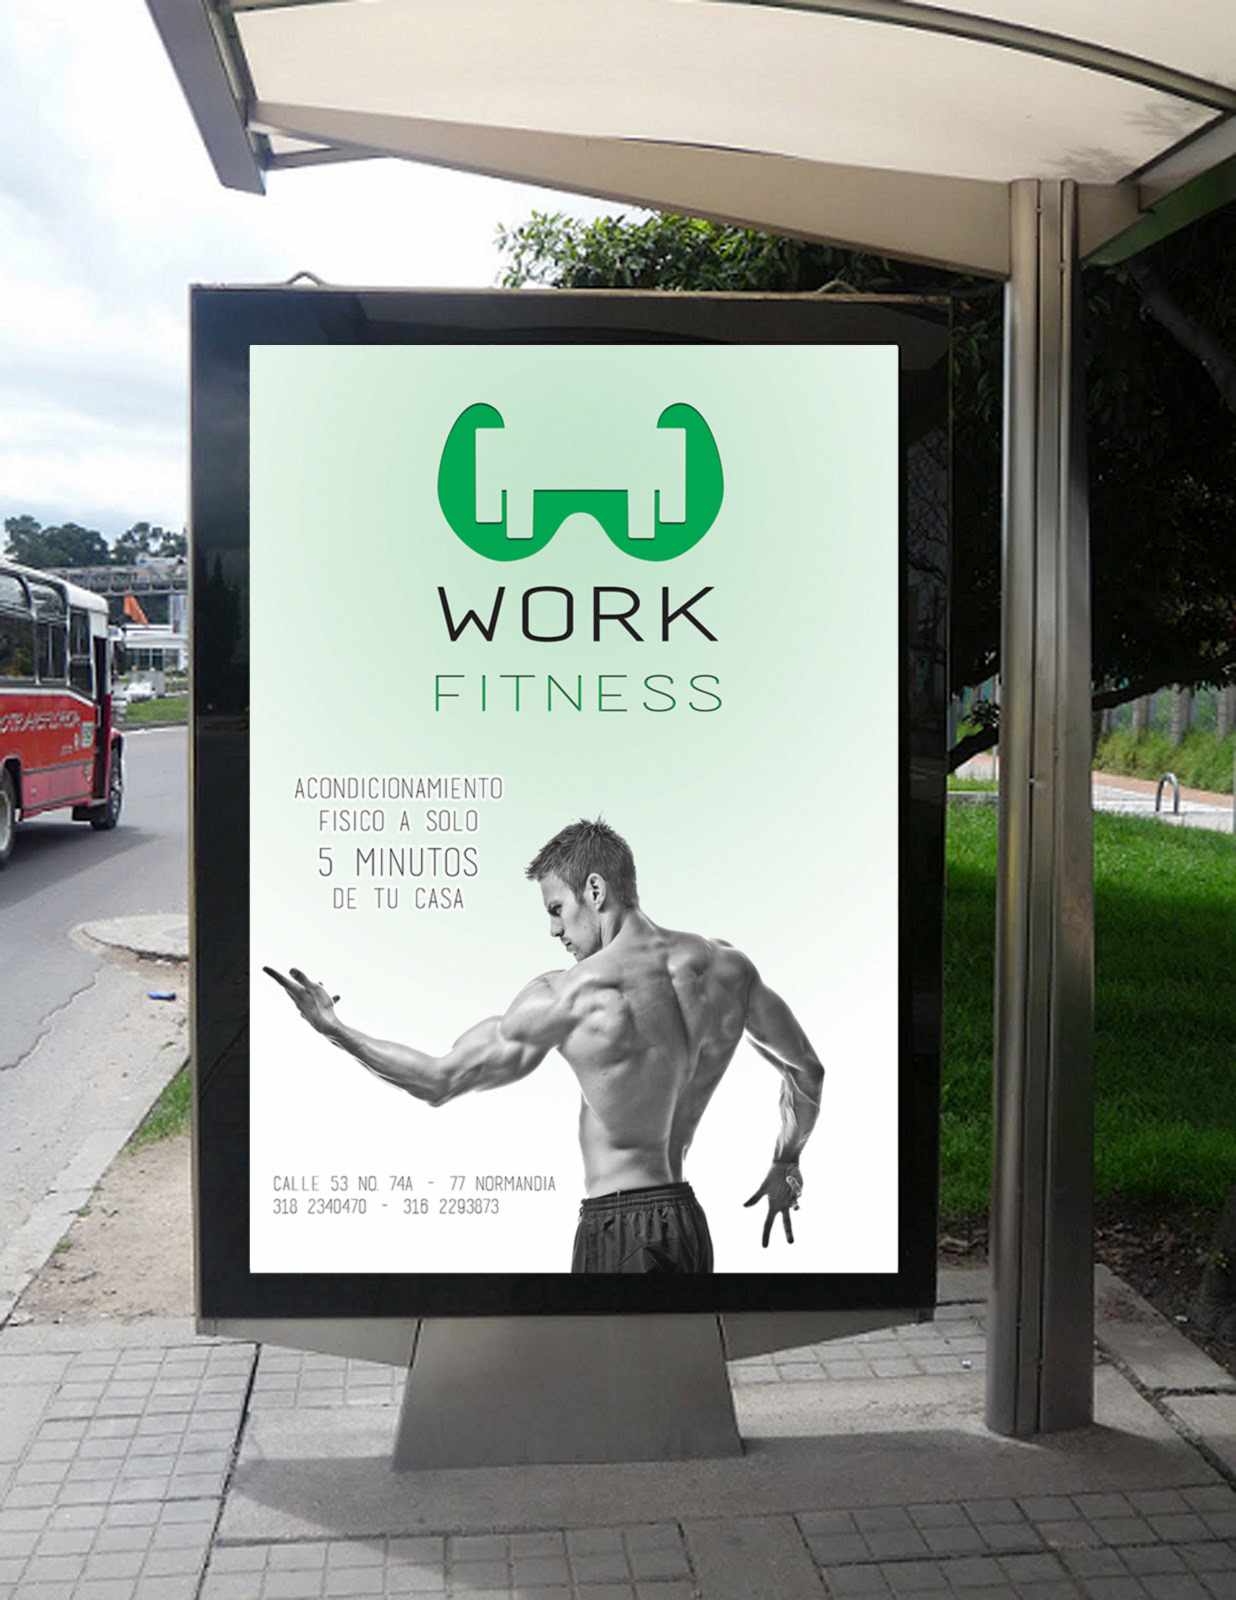 WORK
FITNESS
ACONDICIONAMIENTO
FISICO A SOLO
5 MINUTOS
DE TU CASA
CALLE 53 NO. 74A - 77 NORMANDIA
318 2340470 - 316 2293873